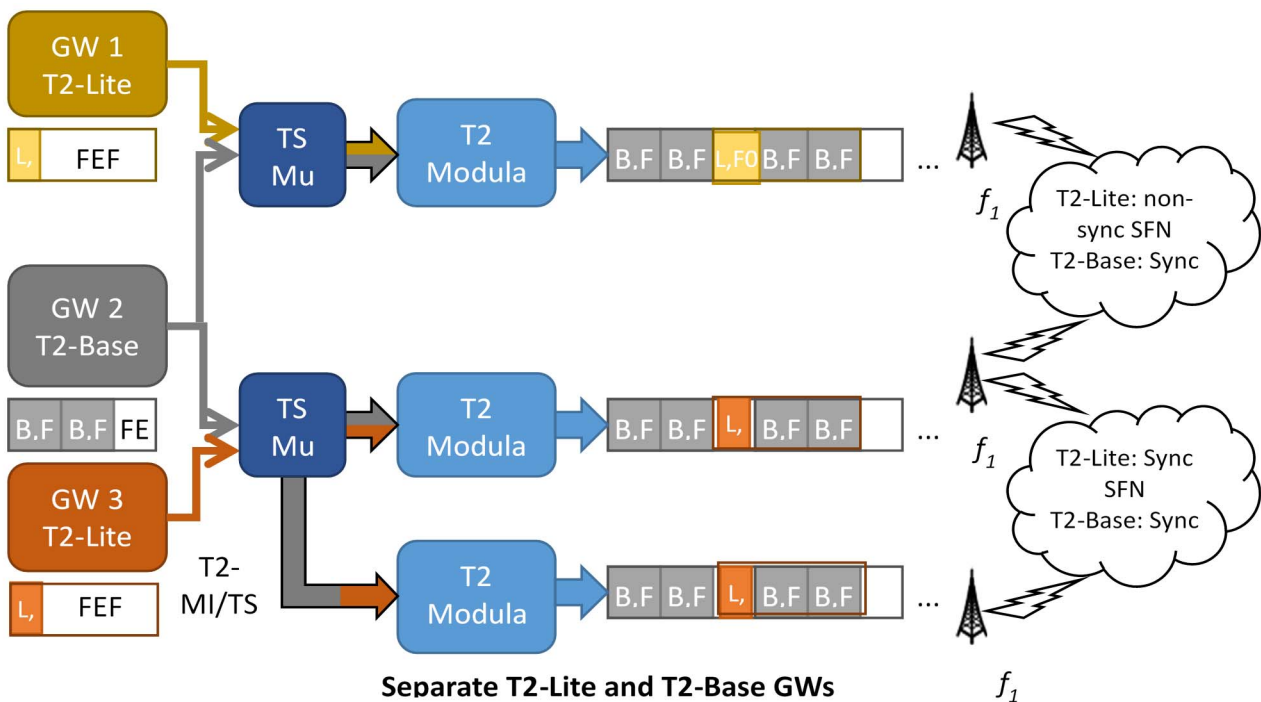 GW 1
T2-Lite
L,
FEF
TS
Mu
T2
Modula
B,F B,F L,F0 B,F B,F
...
f1
T2-Lite: non-
sync SFN
T2-Base: Sync
GW 2
T2-Base
B,F B,F FE
TS
Mu
T2
Modula
B,F B,F L, B,F B,F
...
f1
T2-Lite: Sync
SFN
T2-Base: Sync
GW 3
T2-Lite
L,
FEF
T2-
MI/TS
T2
Modula
B,F B,F L, B,F B,F
...
f1
Separate T2-Lite and T2-Base GWs